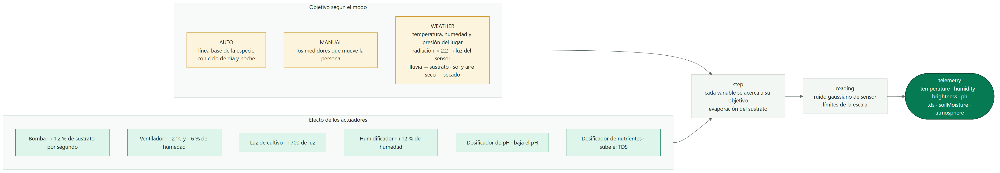 Objetivo según el modo
AUTO
línea base de la especie
con ciclo de día y noche
MANUAL
los medidores que mueve la
persona
WEATHER
temperatura, humedad y
presión del lugar
radiación × 2,2 → luz del
sensor
lluvia → sustrato · sol y aire
seco → secado
Efecto de los actuadores
Bomba · +1,2 % de sustrato
por segundo
Ventilador · −2 °C y −6 % de
humedad
Luz de cultivo · +700 de luz
Humidificador · +12 % de
humedad
Dosificador de pH · baja el pH
Dosificador de nutrientes ·
sube el TDS
step
cada variable se acerca a su
objetivo
evaporación del sustrato
reading
ruido gaussiano de sensor
límites de la escala
telemetry
temperature · humidity ·
brightness · ph
tds · soilMoisture ·
atmosphere